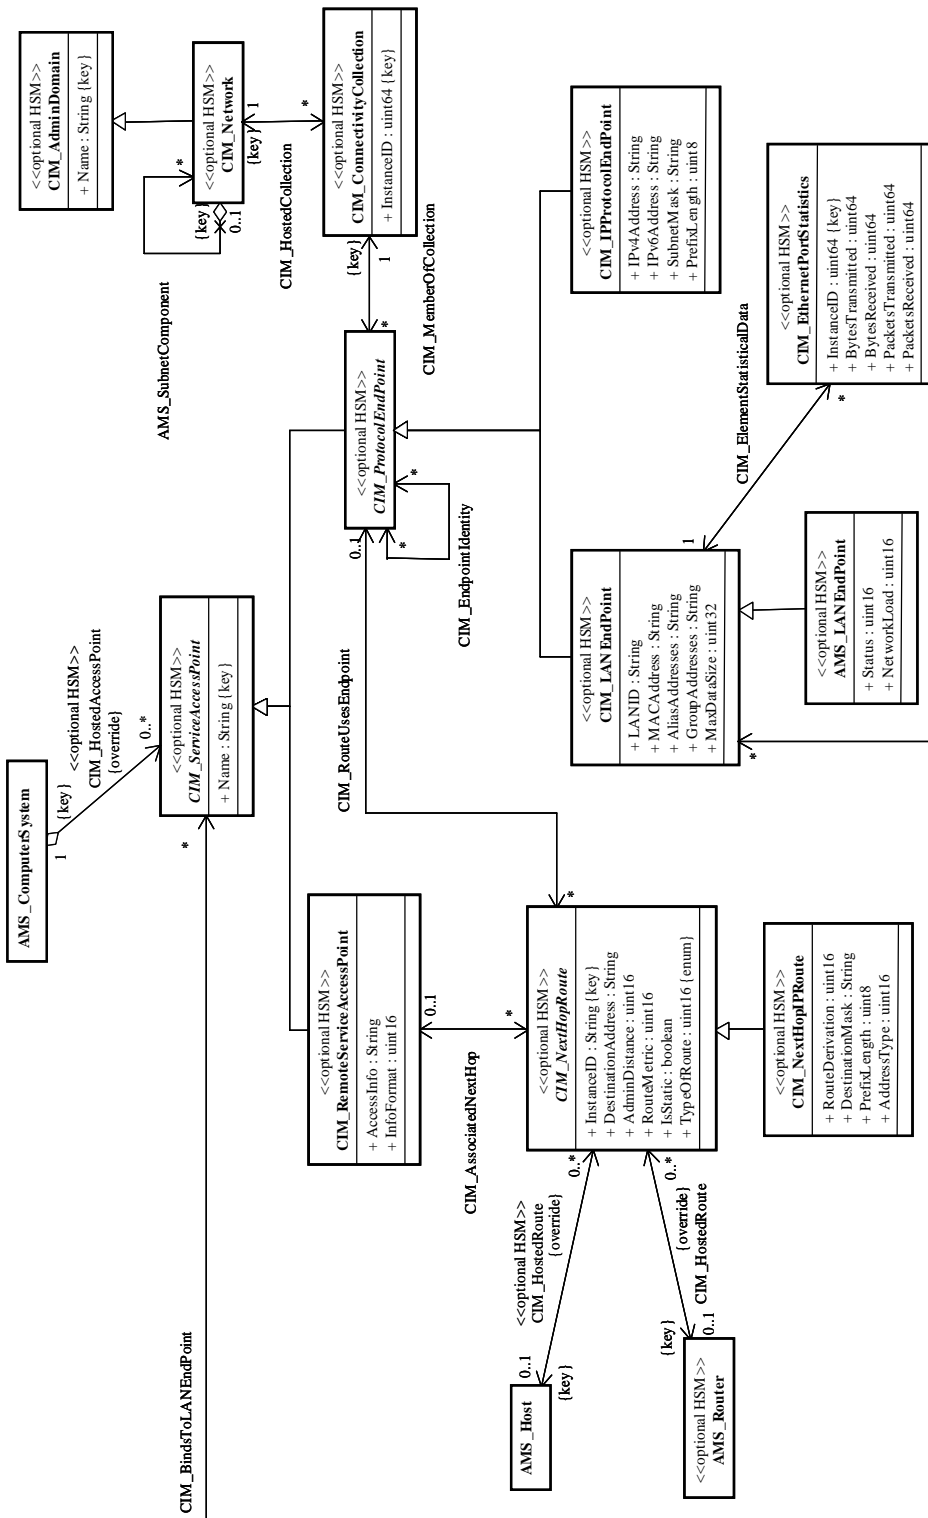 <<optional HSM>>
CIM_AdminDomain
+ Name : String {key}
<<optional HSM>>
CIM_Network
*
{key}
0..1
AMS_SubnetComponent
1
{key}
*
CIM_HostedCollection
<<optional HSM>>
CIM_ConnectivityCollection
+ InstanceID : uint64 {key}
{key}
1
*
CIM_MemberOfCollection
AMS_ComputerSystem
1
{key}
<<optional HSM>>
CIM_HostedAccessPoint
{override}
0..*
<<optional HSM>>
CIM_ServiceAccessPoint
+ Name : String {key}
*
CIM_BindsToLANEndPoint
<<optional HSM>>
CIM_ProtocolEndPoint
0..1
*
*
CIM_EndpointIdentity
CIM_RouteUsesEndpoint
*
<<optional HSM>>
CIM_IPProtocolEndPoint
+ IPv4Address : String
+ IPv6Address : String
+ SubnetMask : String
+ PrefixLength : uint8
<<optional HSM>>
CIM_LANEndPoint
+ LANID : String
+ MACAddress : String
+ AliasAddresses : String
+ GroupAddresses : String
+ MaxDataSize : uint32
1
*
CIM_ElementStatisticalData
*
<<optional HSM>>
CIM_EthernetPortStatistics
+ InstanceID : uint64 {key}
+ BytesTransmitted : uint64
+ BytesReceived : uint64
+ PacketsTransmitted : uint64
+ PacketsReceived : uint64
<<optional HSM>>
AMS_LANEndPoint
+ Status : uint16
+ NetworkLoad : uint16
<<optional HSM>>
CIM_RemoteServiceAccessPoint
+ AccessInfo : String
+ InfoFormat : uint16
0..1
*
CIM_AssociatedNextHop
<<optional HSM>>
CIM_NextHopRoute
+ InstanceID : String {key}
+ DestinationAddress : String
+ AdminDistance : uint16
+ RouteMetric : uint16
+ IsStatic : boolean
+ TypeOfRoute : uint16 {enum}
<<optional HSM>>
CIM_NextHopIPRoute
+ RouteDerivation : uint16
+ DestinationMask : String
+ PrefixLength : uint8
+ AddressType : uint16
0..*
<<optional HSM>>
CIM_HostedRoute
{override}
0..1
{key}
AMS_Host
0..*
{override}
CIM_HostedRoute
{key}
0..1
<<optional HSM>>
AMS_Router